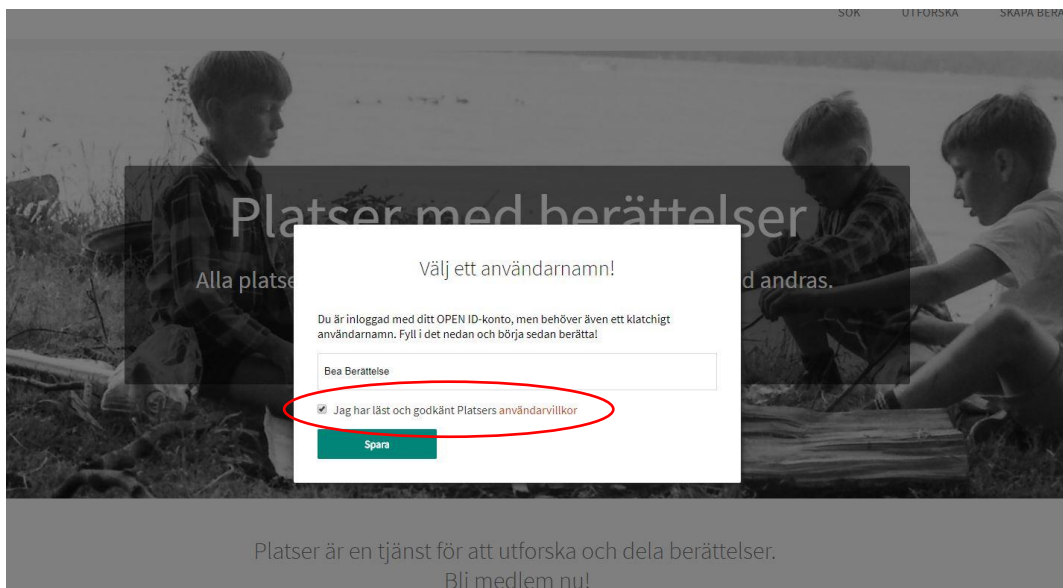 SÖK UTFORSKA SKAPA BERÄ
Platser med berättelser
Alla platse
d andras.
Välj ett användarnamn!
Du är inloggad med ditt OPEN ID-konto, men behöver även ett klatchigt
användarnamn. Fyll i det nedan och börja sedan berätta!
Bea Berättelse
Jag har läst och godkänt Platsers användarvillkor
Spara
Platser är en tjänst för att utforska och dela berättelser.
Bli medlem nu!